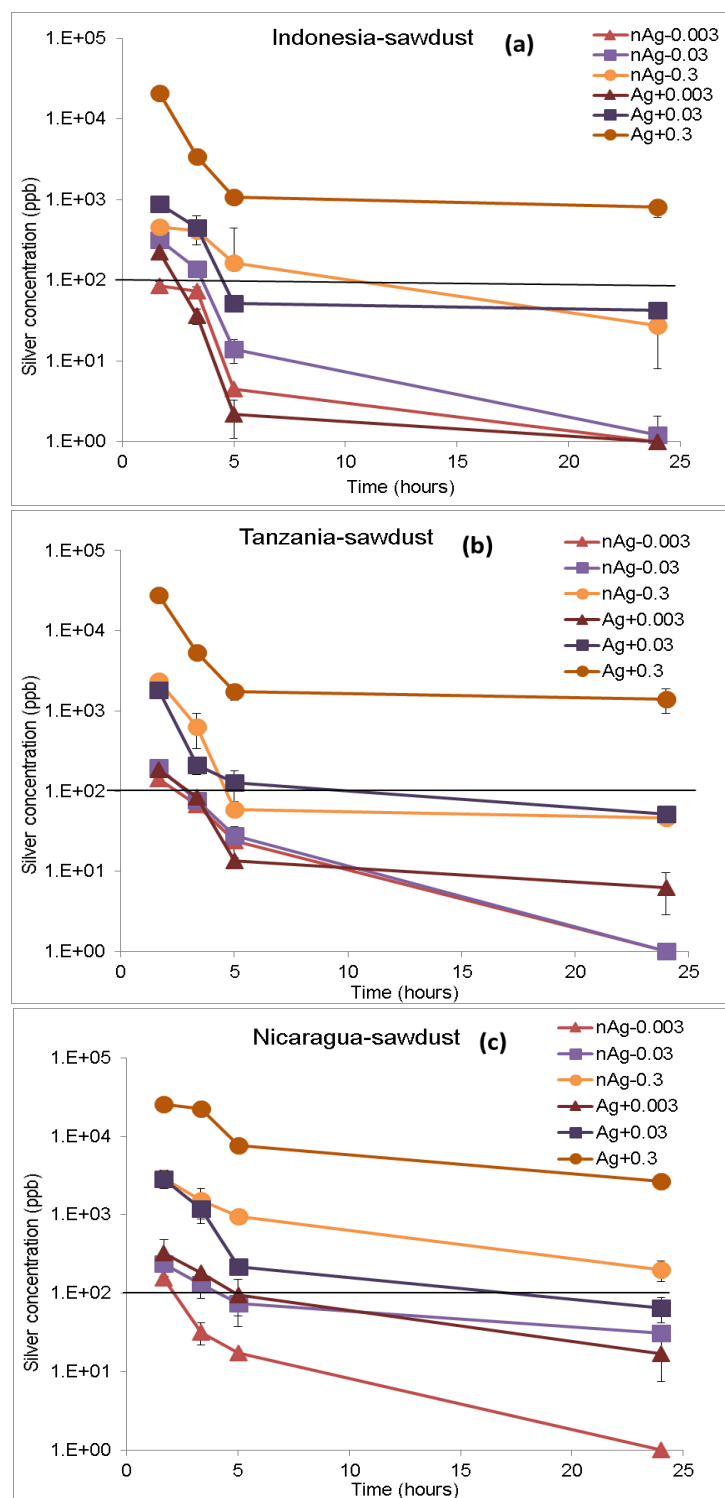 Indonesia-sawdust (a)
nAg-0.003
nAg-0.03
nAg-0.3
Ag+0.003
Ag+0.03
Ag+0.3
1.E+05
1.E+04
1.E+03
1.E+02
1.E+01
1.E+00
Silver concentration (ppb)
0 5 10 15 20 25
Time (hours)
Tanzania-sawdust (b)
nAg-0.003
nAg-0.03
nAg-0.3
Ag+0.003
Ag+0.03
Ag+0.3
1.E+05
1.E+04
1.E+03
1.E+02
1.E+01
1.E+00
Silver concentration (ppb)
0 5 10 15 20 25
Time (hours)
Nicaragua-sawdust (c)
nAg-0.003
nAg-0.03
nAg-0.3
Ag+0.003
Ag+0.03
Ag+0.3
1.E+05
1.E+04
1.E+03
1.E+02
1.E+01
1.E+00
Silver concentration (ppb)
0 5 10 15 20 25
Time (hours)